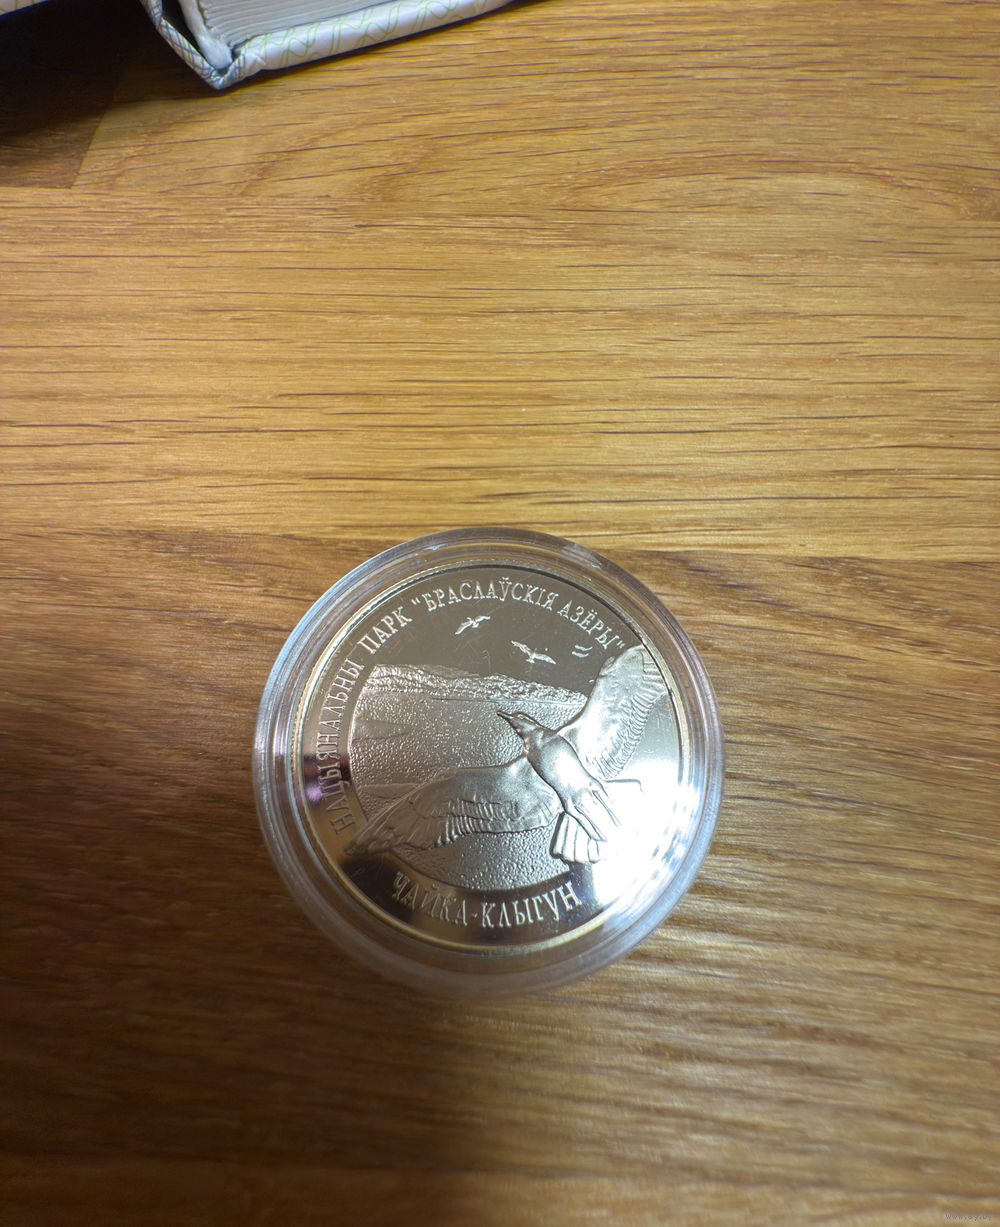 НАЦЫЯНАЛЬНЫ ПАРК "БРАСЛАЎСКІЯ АЗЁРЫ"
ЧАЙКА-КЛЫГУН